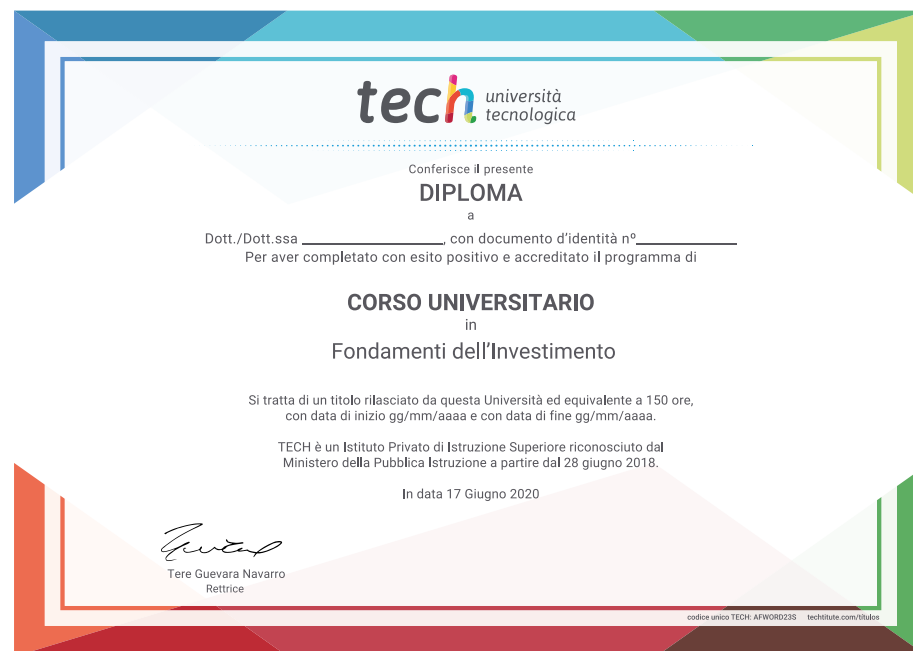 tech università
tecnologica
Conferisce il presente
DIPLOMA
a
Dott./Dott.ssa ____________________, con documento d'identità nº______________
Per aver completato con esito positivo e accreditato il programma di
CORSO UNIVERSITARIO
in
Fondamenti dell'Investimento
Si tratta di un titolo rilasciato da questa Università ed equivalente a 150 ore,
con data di inizio gg/mm/aaaa e con data di fine gg/mm/aaaa.
TECH è un Istituto Privato di Istruzione Superiore riconosciuto dal
Ministero della Pubblica Istruzione a partire dal 28 giugno 2018.
In data 17 Giugno 2020
Tere Guevara Navarro
Rettrice
codice unico TECH: AFWORD23S techtitute.com/titulos